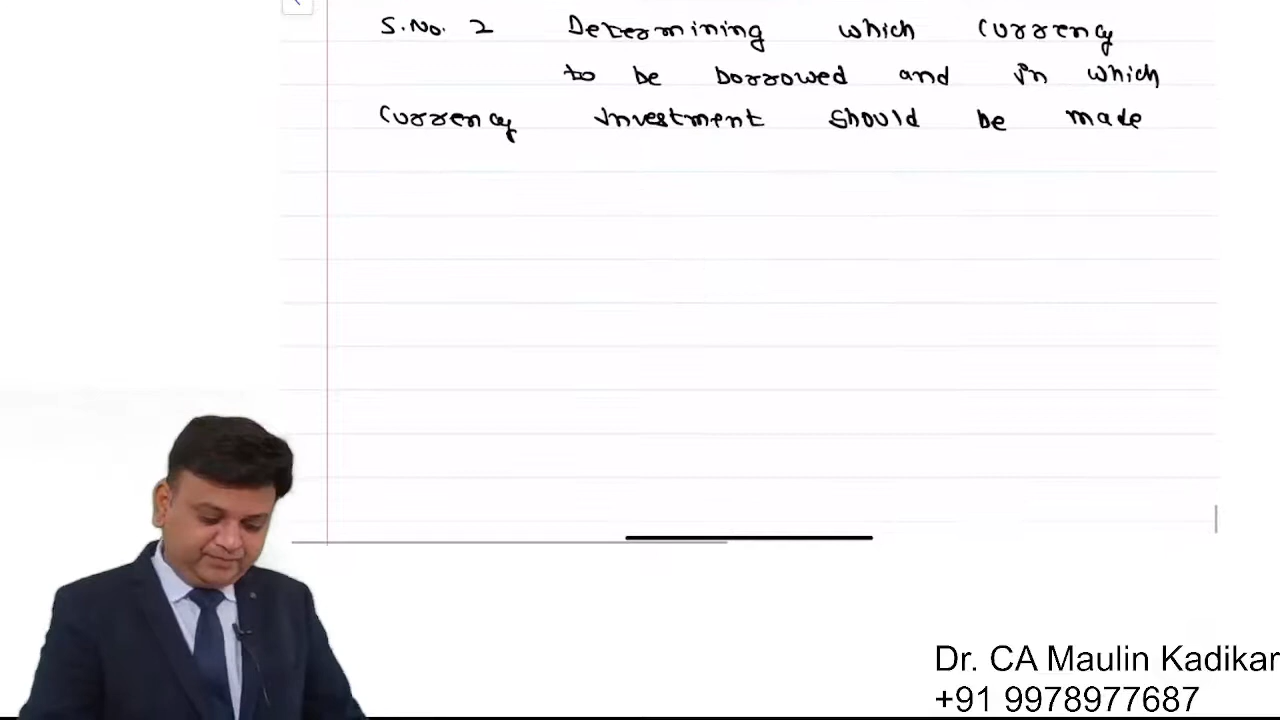 S.No. 2 Determining which currency
to be borrowed and in which
currency investment should be made
Dr. CA Maulin Kadikar
+91 9978977687